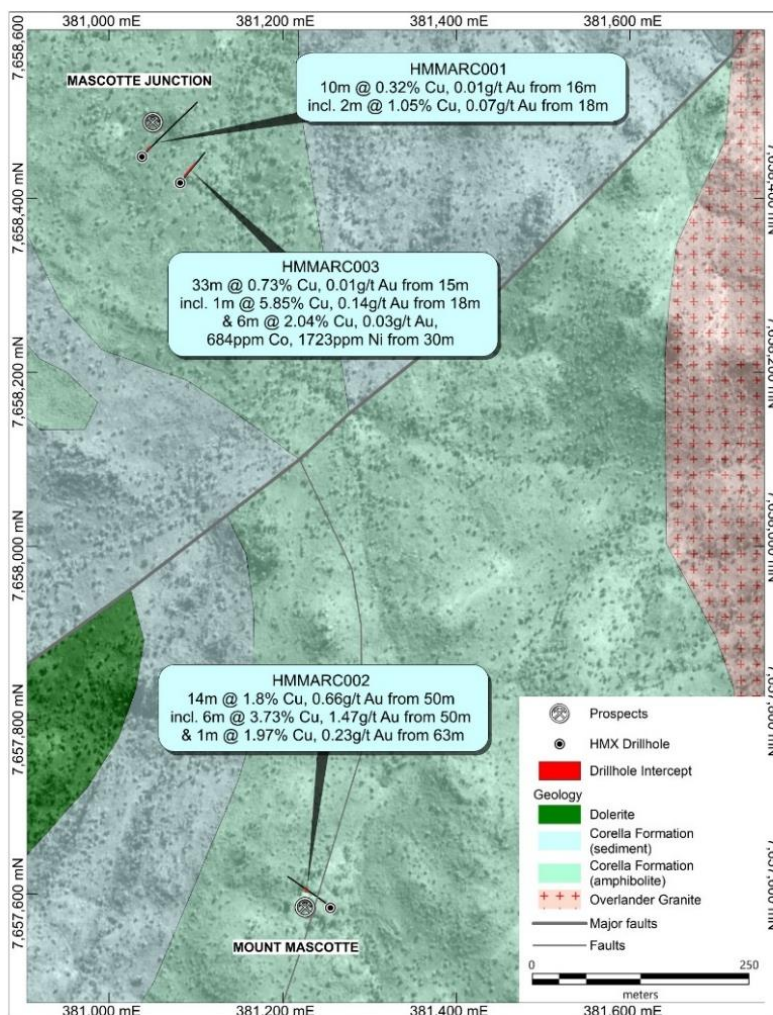 381,000 mE
381,200 mE
381,400 mE
381,600 mE
7,658,600
MASCOTTE JUNCTION
HMMARC001
10m @ 0.32% Cu, 0.01g/t Au from 16m
incl. 2m @ 1.05% Cu, 0.07g/t Au from 18m
7,658,400 mN
HMMARC003
33m @ 0.73% Cu, 0.01g/t Au from 15m
incl. 1m @ 5.85% Cu, 0.14g/t Au from 18m
& 6m @ 2.04% Cu, 0.03g/t Au,
684ppm Co, 1723ppm Ni from 30m
7,658,200 mN
7,658,000 mN
HMMARC002
14m @ 1.8% Cu, 0.66g/t Au from 50m
incl. 6m @ 3.73% Cu, 1.47g/t Au from 50m
& 1m @ 1.97% Cu, 0.23g/t Au from 63m
7,657,800 mN
7,657,600 mN
MOUNT MASCOTTE
Prospects
HMX Drillhole
Drillhole Intercept
Geology
Dolerite
Corella Formation
(sediment)
Corella Formation
(amphibolite)
Overlander Granite
Major faults
Faults
0
250
meters
381,000 mE
381,200 mE
381,400 mE
381,600 mE